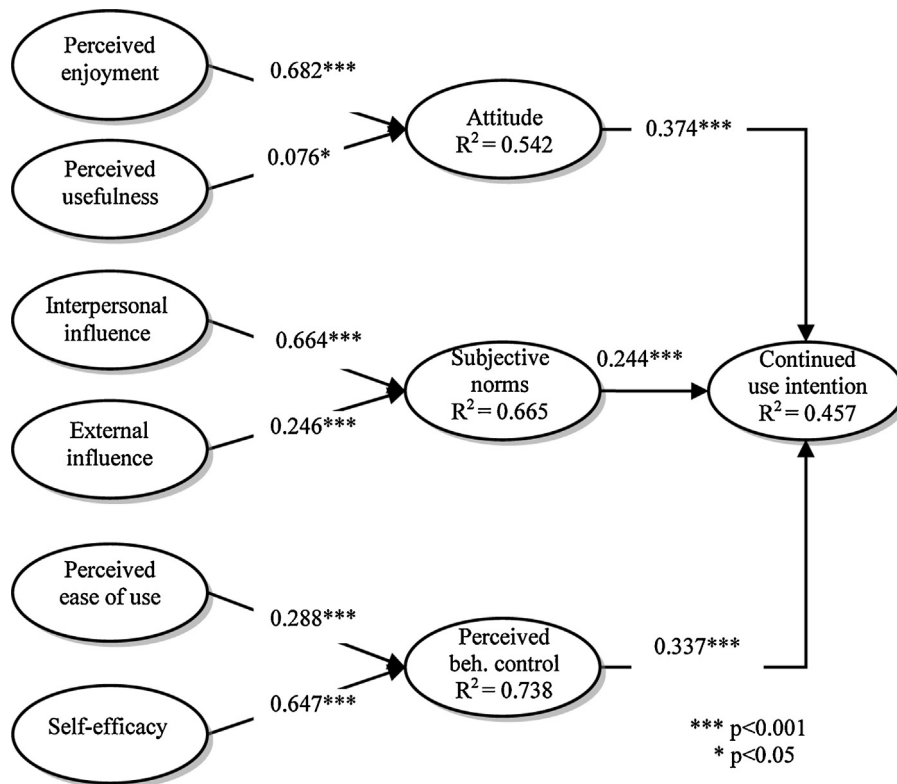 Perceived
enjoyment
0.682***
Attitude
R² = 0.542
0.374***
0.076*
Perceived
usefulness
Interpersonal
influence
0.664***
Subjective
norms
R² = 0.665
0.244***
Continued
use intention
R² = 0.457
0.246***
External
influence
Perceived
ease of use
0.288***
Perceived
beh. control
R² = 0.738
0.337***
0.647***
Self-efficacy
*** p<0.001
* p<0.05